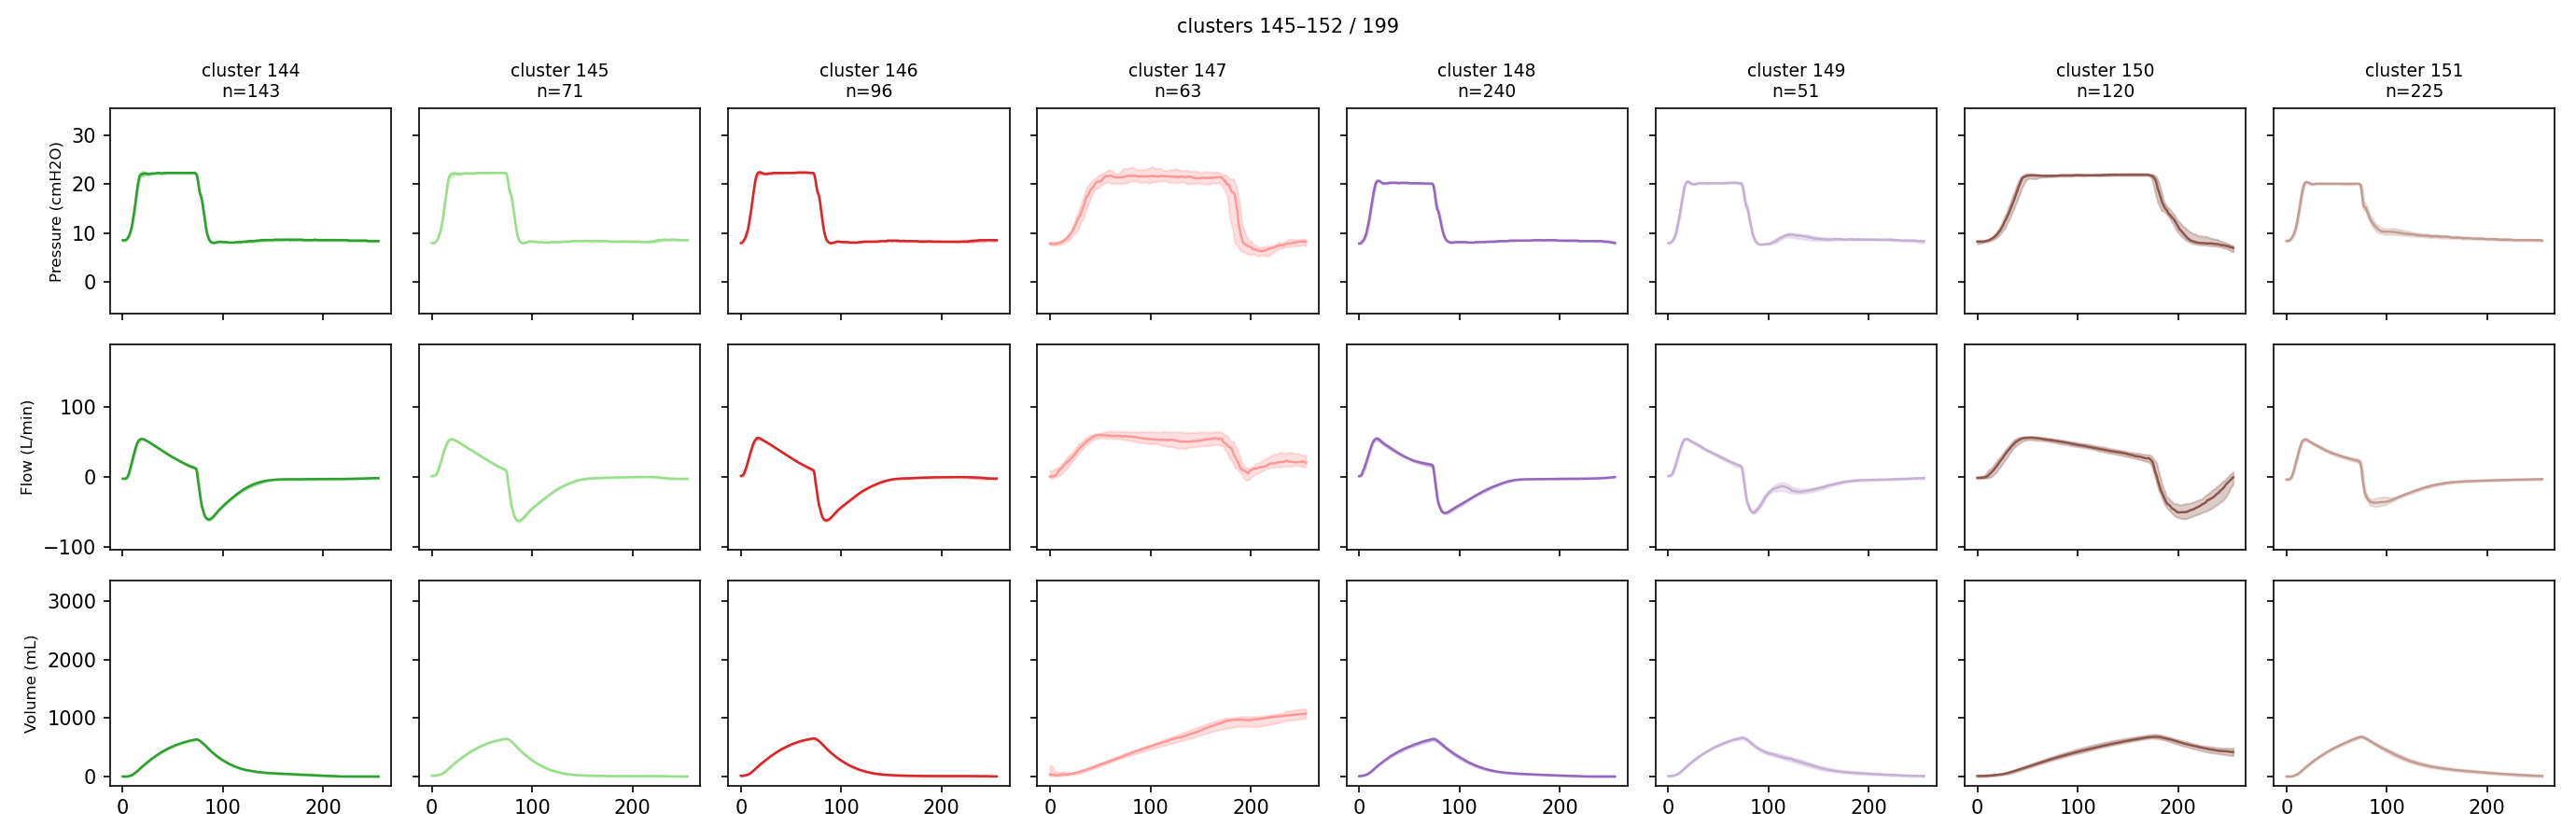 clusters 145–152 / 199
cluster 144
n=143
cluster 145
n=71
cluster 146
n=96
cluster 147
n=63
cluster 148
n=240
cluster 149
n=51
cluster 150
n=120
cluster 151
n=225
Pressure (cmH2O)
30
20
10
0
Flow (L/min)
100
0
−100
Volume (mL)
3000
2000
1000
0
0 100 200
0 100 200
0 100 200
0 100 200
0 100 200
0 100 200
0 100 200
0 100 200